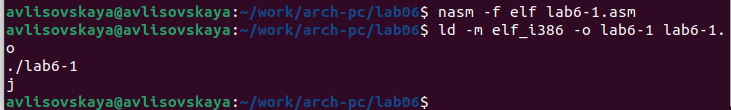 avlisovskaya@avlisovskaya:~/work/arch-pc/lab06$ nasm -f elf lab6-1.asm
avlisovskaya@avlisovskaya:~/work/arch-pc/lab06$ ld -m elf_i386 -o lab6-1 lab6-1.
o
./lab6-1
j
avlisovskaya@avlisovskaya:~/work/arch-pc/lab06$